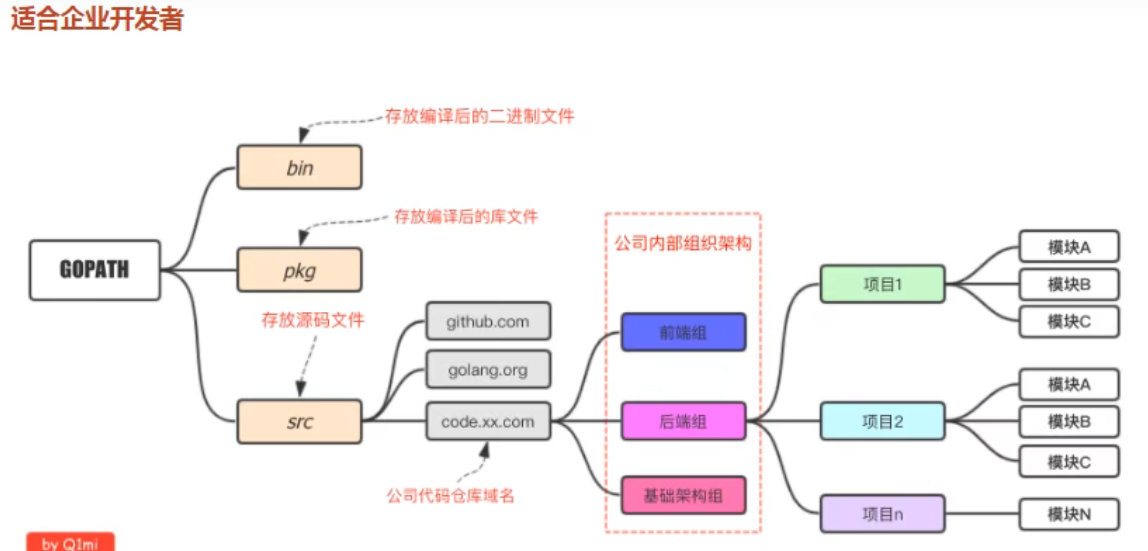 适合企业开发者
存放编译后的二进制文件
bin
存放编译后的库文件
GOPATH
pkg
存放源码文件
src
github.com
golang.org
code.xx.com
公司代码仓库域名
公司内部组织架构
前端组
后端组
基础架构组
项目1
模块A
模块B
模块C
项目2
模块A
模块B
模块C
项目n
模块N
by Q1mi